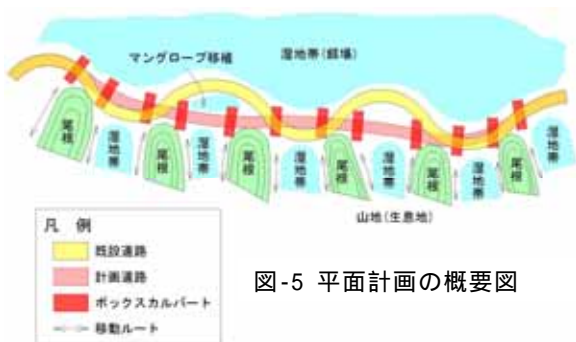 マングローブ移植
湿地帯(餌場)
尾根
湿地帯
尾根
湿地帯
尾根
湿地帯
尾根
湿地帯
尾根
湿地帯
尾根
湿地帯
山地(生息地)
凡 例
既設道路
計画道路
ボックスカルバート
移動ルート
図-5 平面計画の概要図